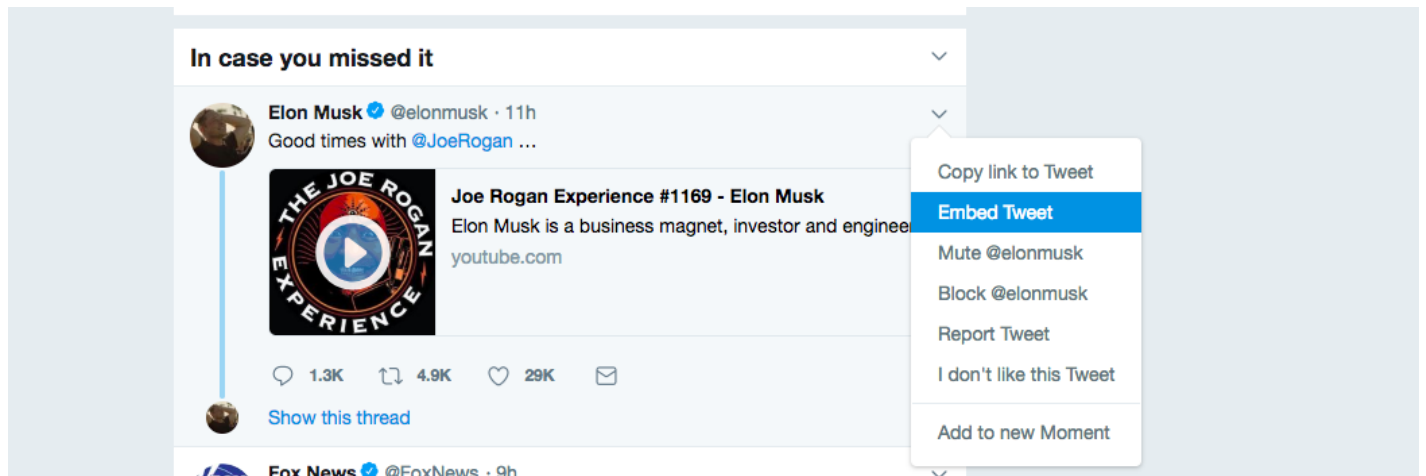 In case you missed it
Elon Musk @elonmusk · 11h
Good times with @JoeRogan …
THE JOE ROGAN EXPERIENCE
Joe Rogan Experience #1169 - Elon Musk
Elon Musk is a business magnet, investor and engineer
youtube.com
1.3K 4.9K 29K
Show this thread
Fox News @FoxNews · 9h
Copy link to Tweet
Embed Tweet
Mute @elonmusk
Block @elonmusk
Report Tweet
I don't like this Tweet
Add to new Moment